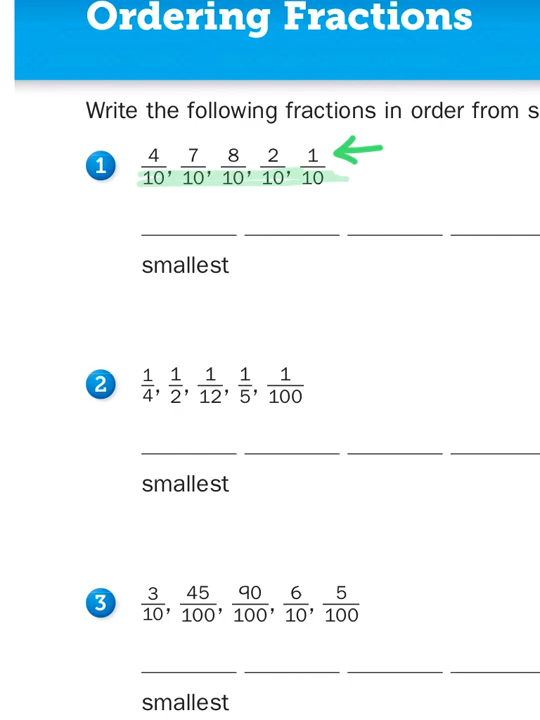 Ordering Fractions
Write the following fractions in order from s
1 4/10, 7/10, 8/10, 2/10, 1/10
smallest
2 1/4, 1/2, 1/12, 1/5, 1/100
smallest
3 3/10, 45/100, 90/100, 6/10, 5/100
smallest